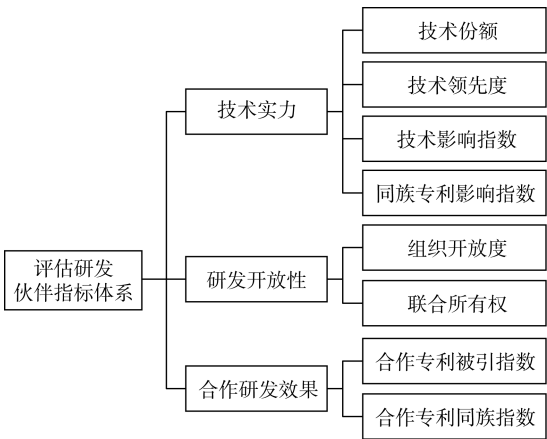 评估研发
伙伴指标体系
技术实力
技术份额
技术领先度
技术影响指数
同族专利影响指数
研发开放性
组织开放度
联合所有权
合作研发效果
合作专利被引指数
合作专利同族指数